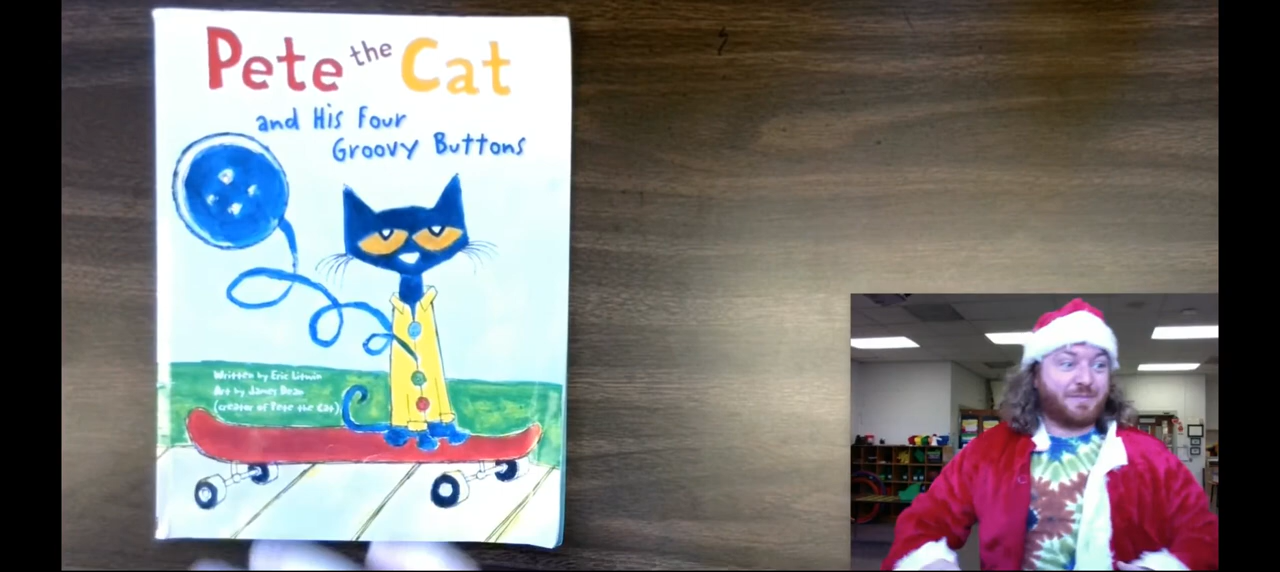 Pete the Cat
and His Four
Groovy Buttons
Written by Eric Litwin
Art by James Dean
(creator of Pete the Cat)